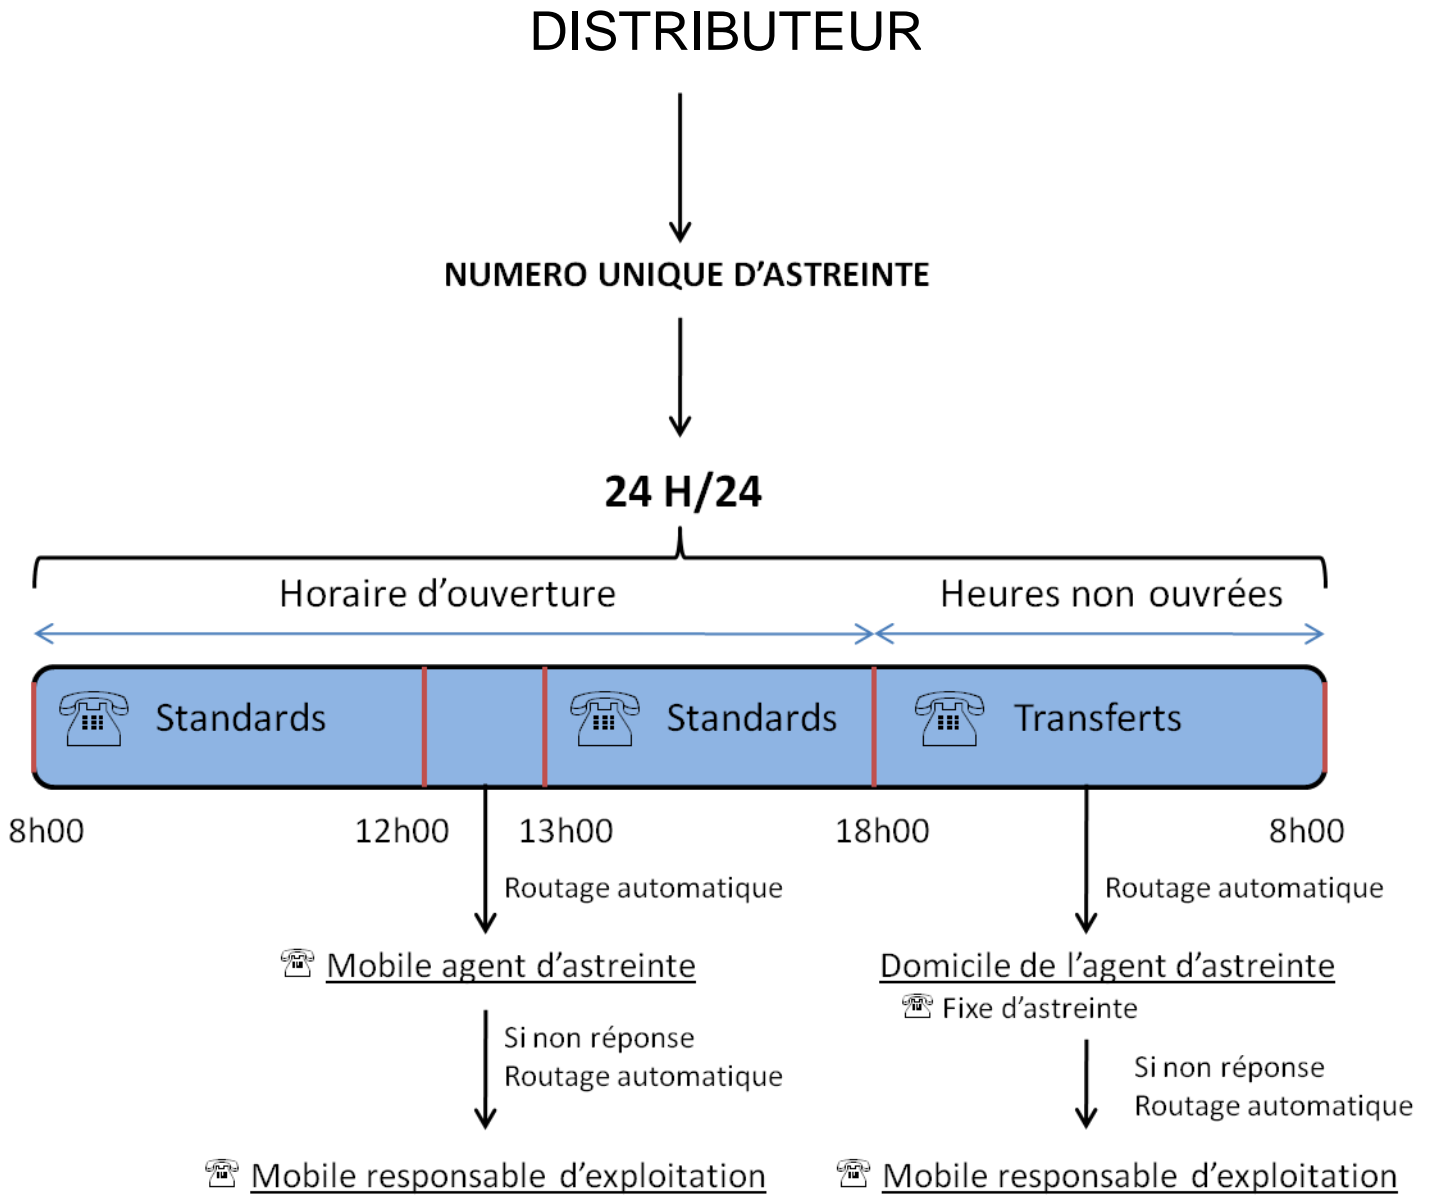 DISTRIBUTEUR
NUMERO UNIQUE D'ASTREINTE
24 H/24
Horaire d'ouverture
Heures non ouvrées
Standards
Standards
Transferts
8h00
12h00
13h00
18h00
8h00
Routage automatique
Routage automatique
Mobile agent d'astreinte
Domicile de l'agent d'astreinte
Fixe d'astreinte
Si non réponse
Routage automatique
Si non réponse
Routage automatique
Mobile responsable d'exploitation
Mobile responsable d'exploitation